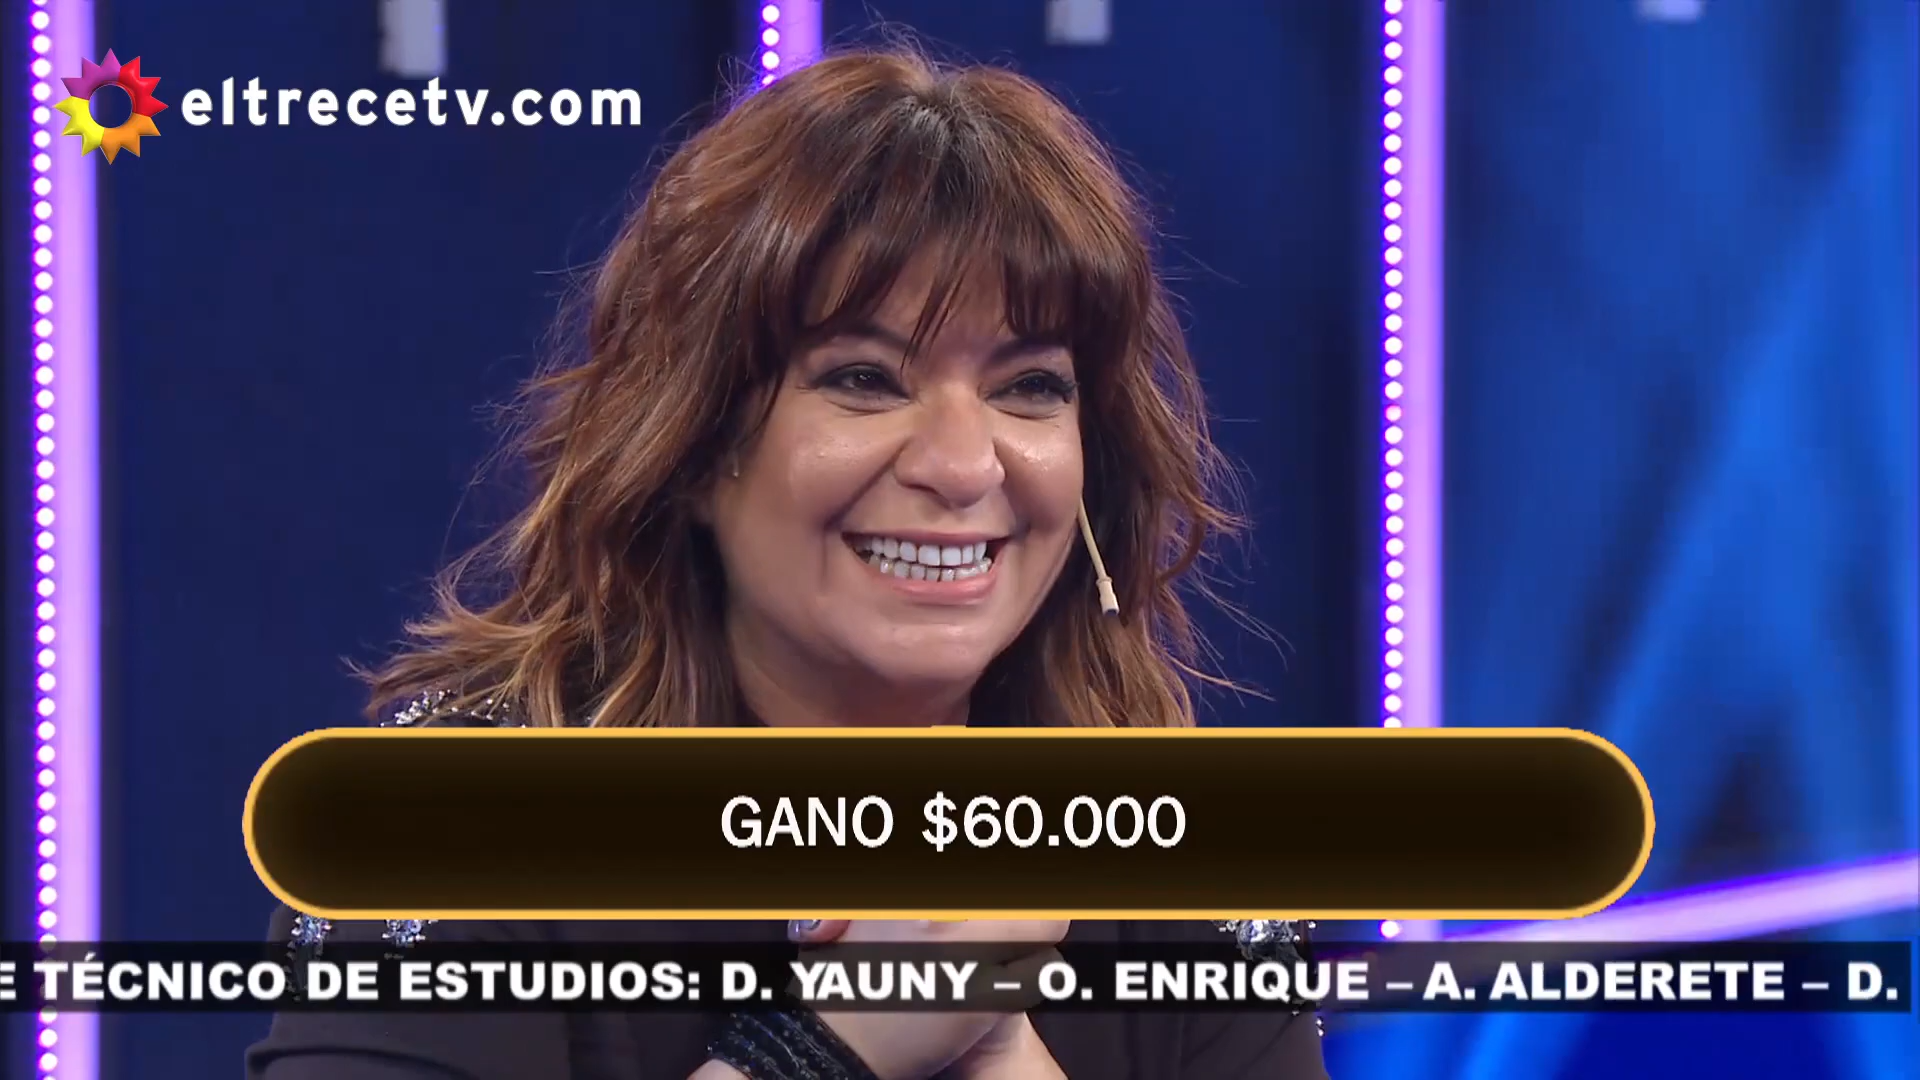 eltrecetv.com
GANO $60.000
E TÉCNICO DE ESTUDIOS: D. YAUNY – O. ENRIQUE – A. ALDERETE – D.